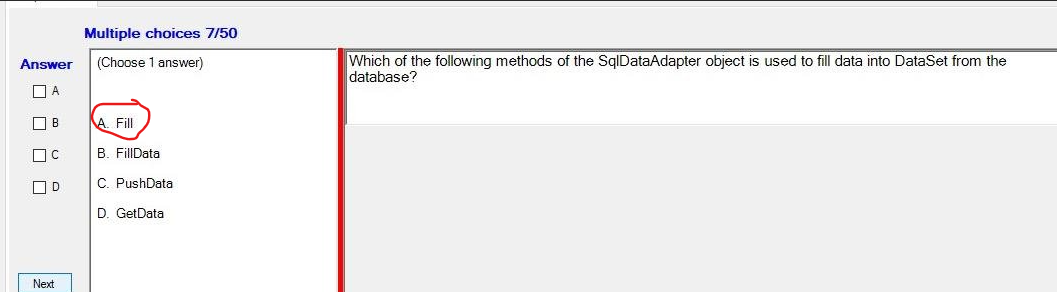 Multiple choices 7/50
Answer
A
B
C
D
Next
(Choose 1 answer)
A. Fill
B. FillData
C. PushData
D. GetData
Which of the following methods of the SqlDataAdapter object is used to fill data into DataSet from the
database?